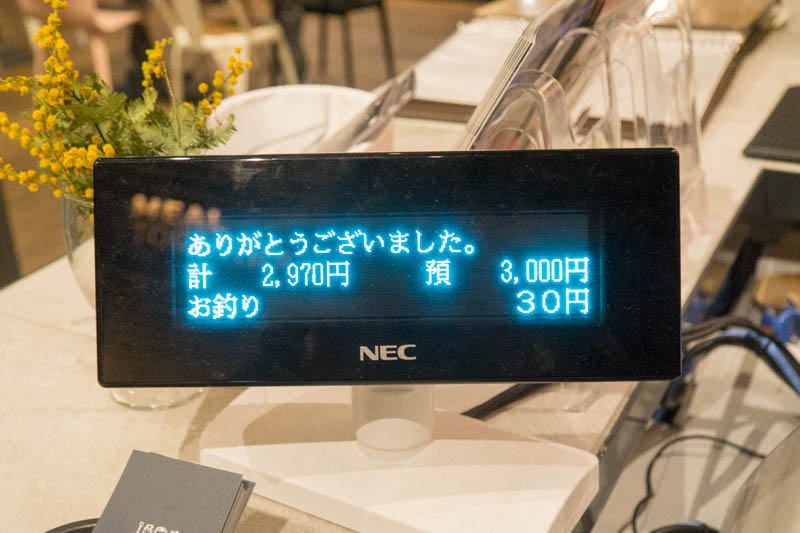 ありがとうございました。
計 2,970円 預 3,000円
お釣り 30円
NEC